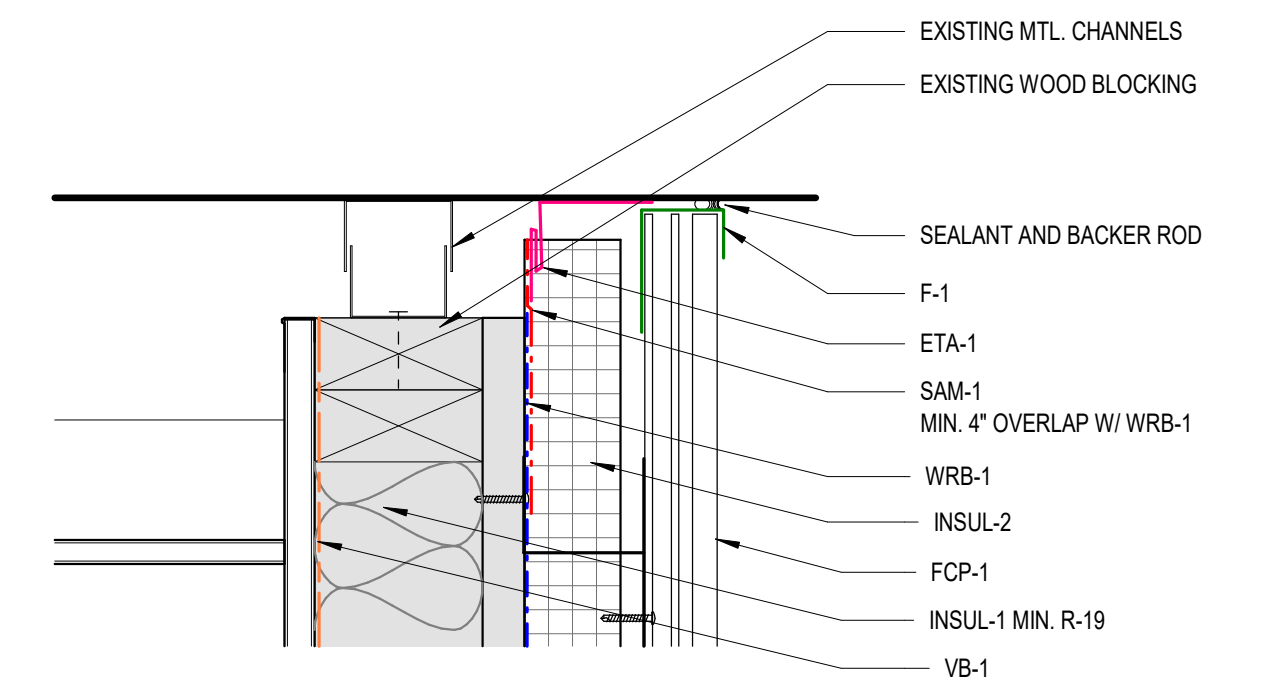 EXISTING MTL. CHANNELS
EXISTING WOOD BLOCKING
SEALANT AND BACKER ROD
F-1
ETA-1
SAM-1
MIN. 4" OVERLAP W/ WRB-1
WRB-1
INSUL-2
FCP-1
INSUL-1 MIN. R-19
VB-1